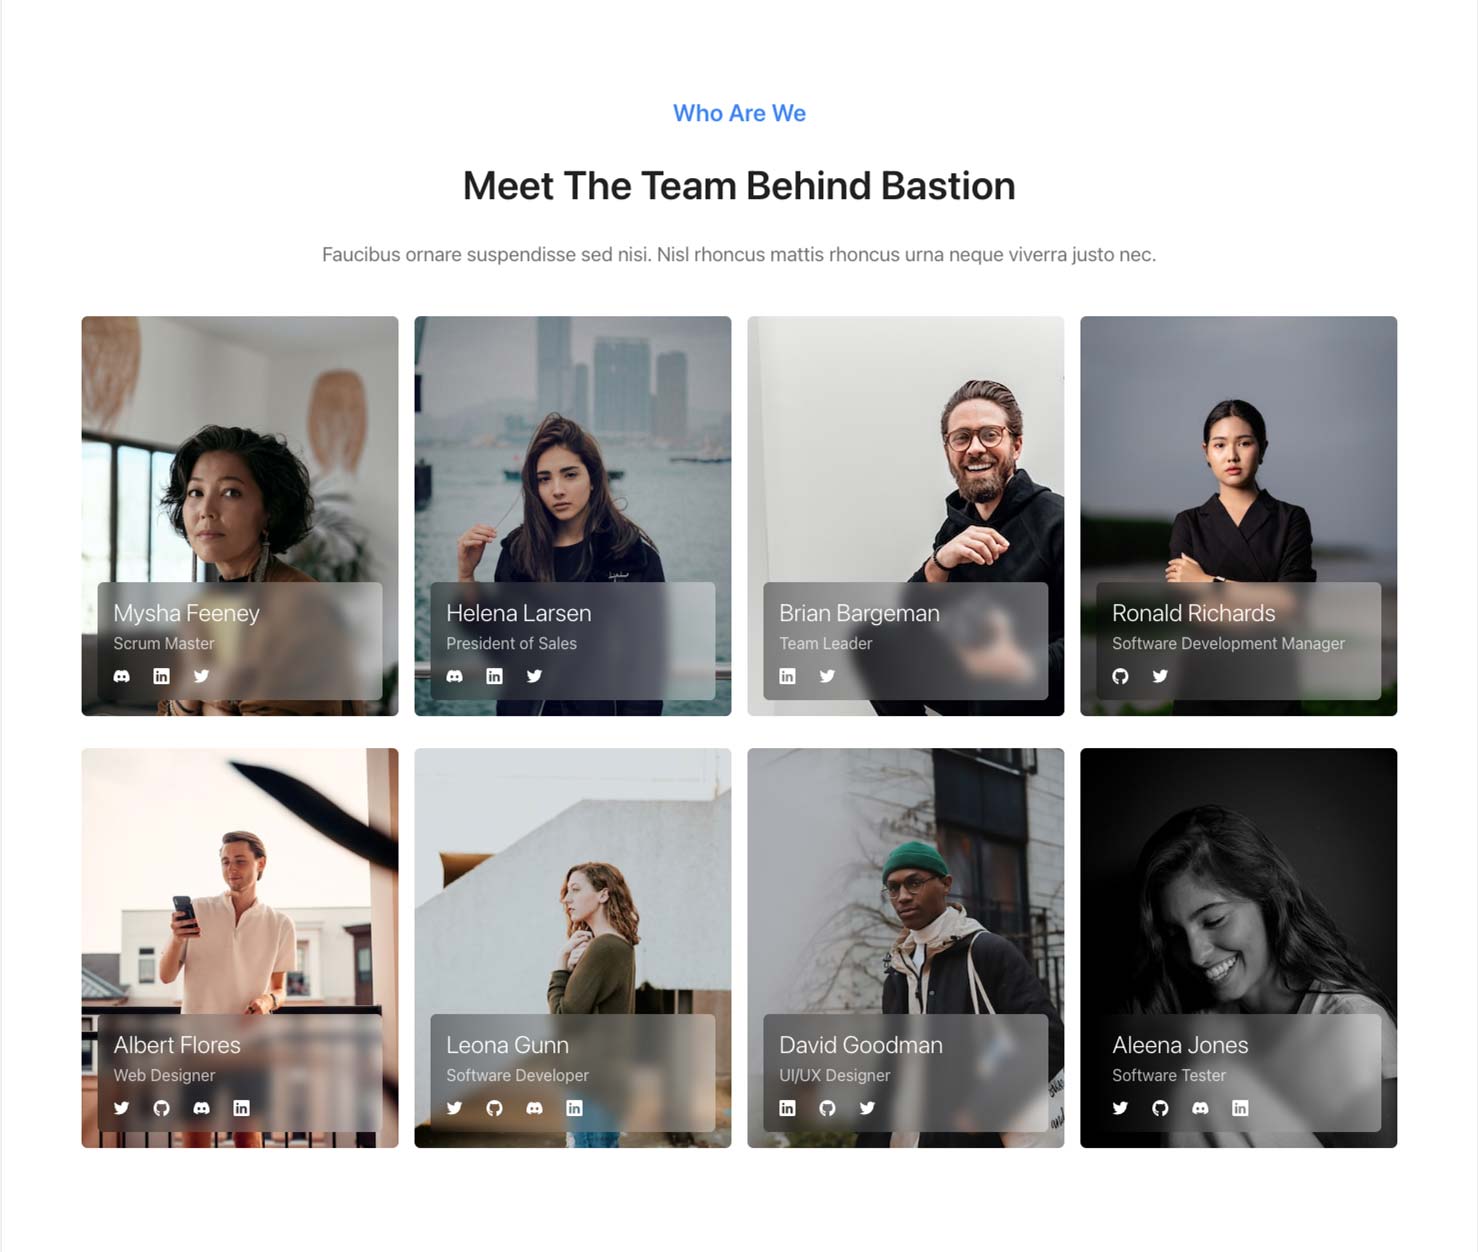 Who Are We
Meet The Team Behind Bastion
Faucibus ornare suspendisse sed nisi. Nisl rhoncus mattis rhoncus urna neque viverra justo nec.
Mysha Feeney
Scrum Master
Helena Larsen
President of Sales
Brian Bargeman
Team Leader
Ronald Richards
Software Development Manager
Albert Flores
Web Designer
Leona Gunn
Software Developer
David Goodman
UI/UX Designer
Aleena Jones
Software Tester